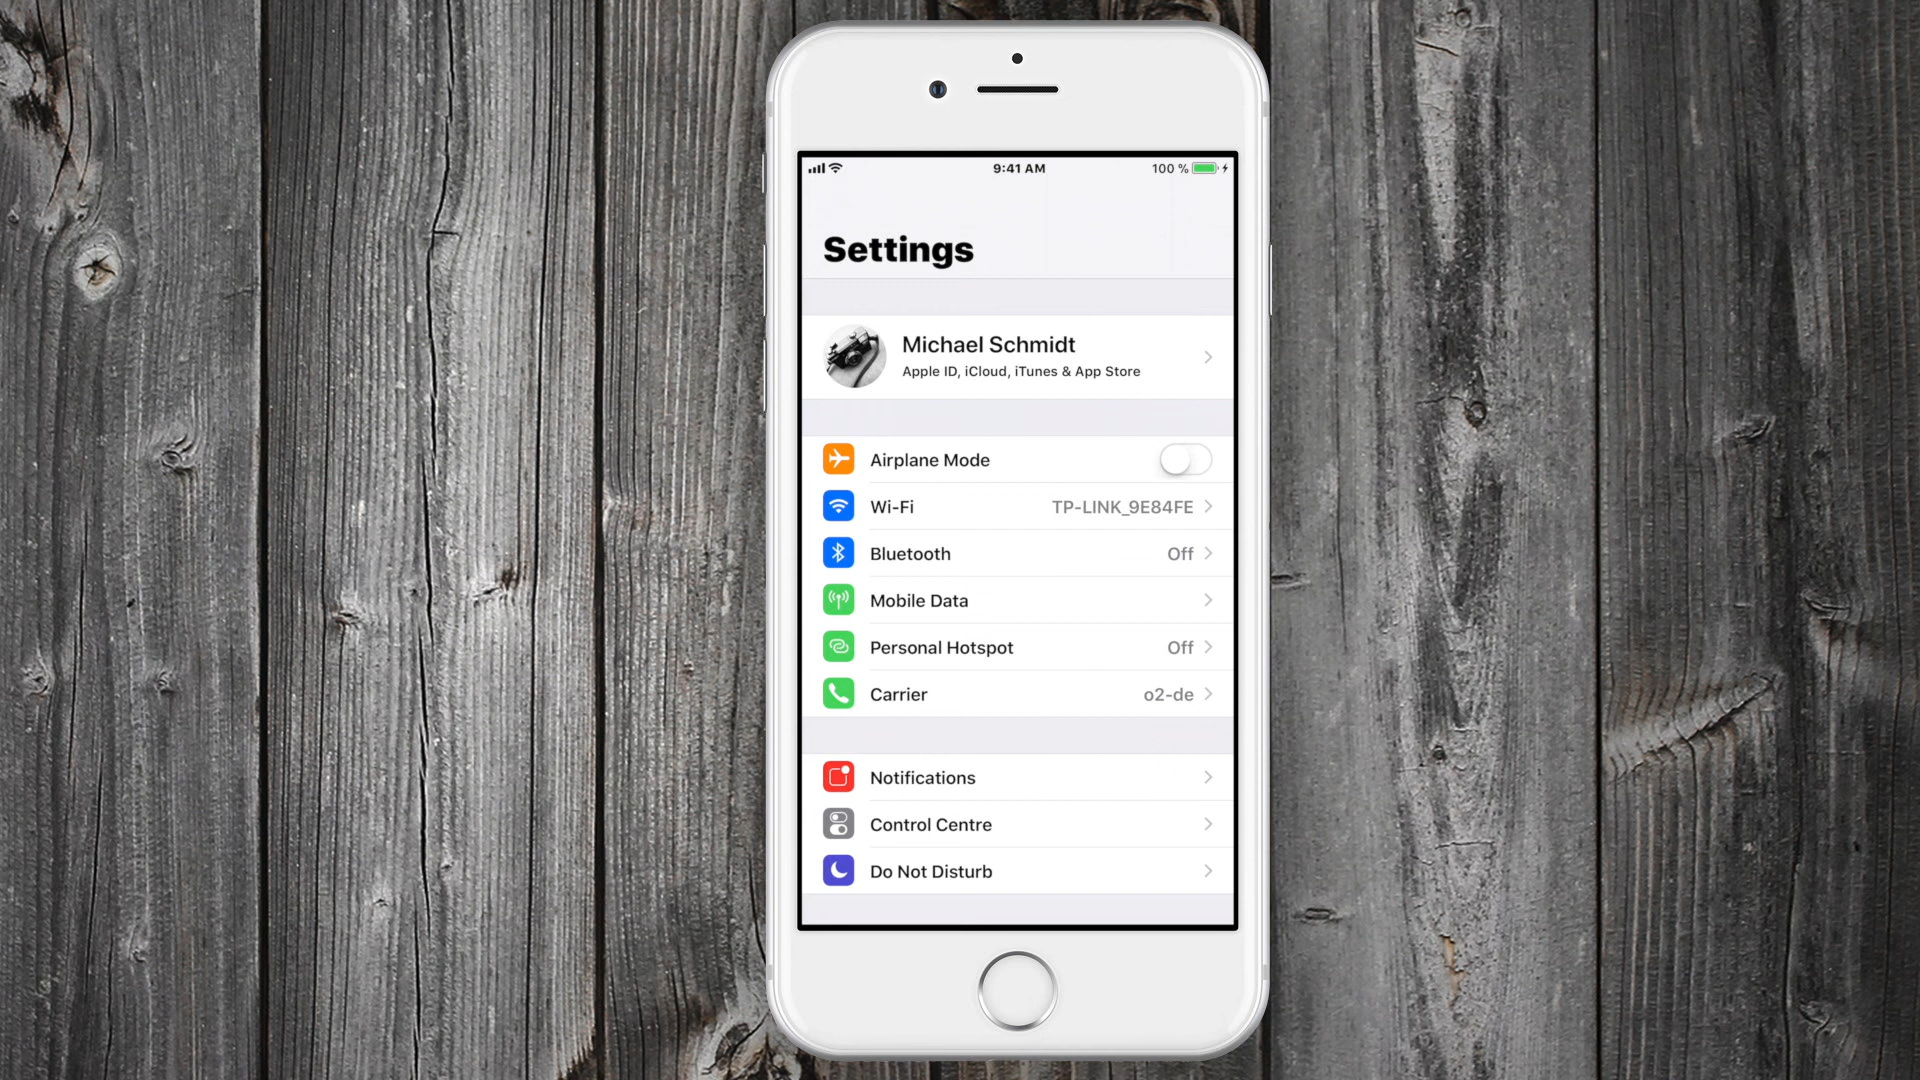 9:41 AM
100 %
Settings
Michael Schmidt
Apple ID, iCloud, iTunes & App Store
Airplane Mode
Wi-Fi TP-LINK_9E84FE
Bluetooth Off
Mobile Data
Personal Hotspot Off
Carrier o2-de
Notifications
Control Centre
Do Not Disturb